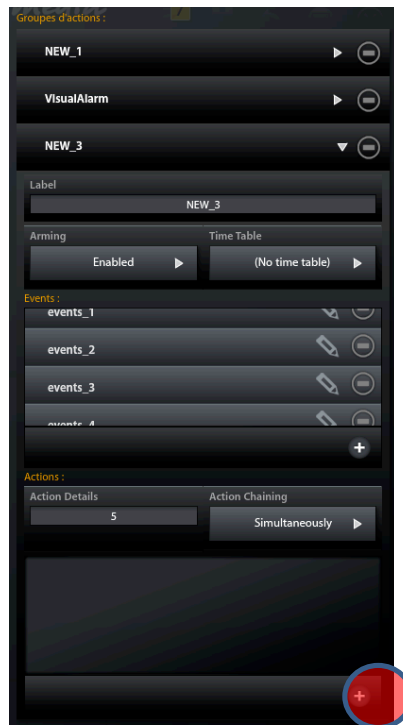 Groupes d'actions :
NEW_1
VIsualAlarm
NEW_3
Label
NEW_3
Arming
Time Table
Enabled
(No time table)
Events :
events_1
events_2
events_3
events_4
Actions :
Action Details
Action Chaining
5
Simultaneously